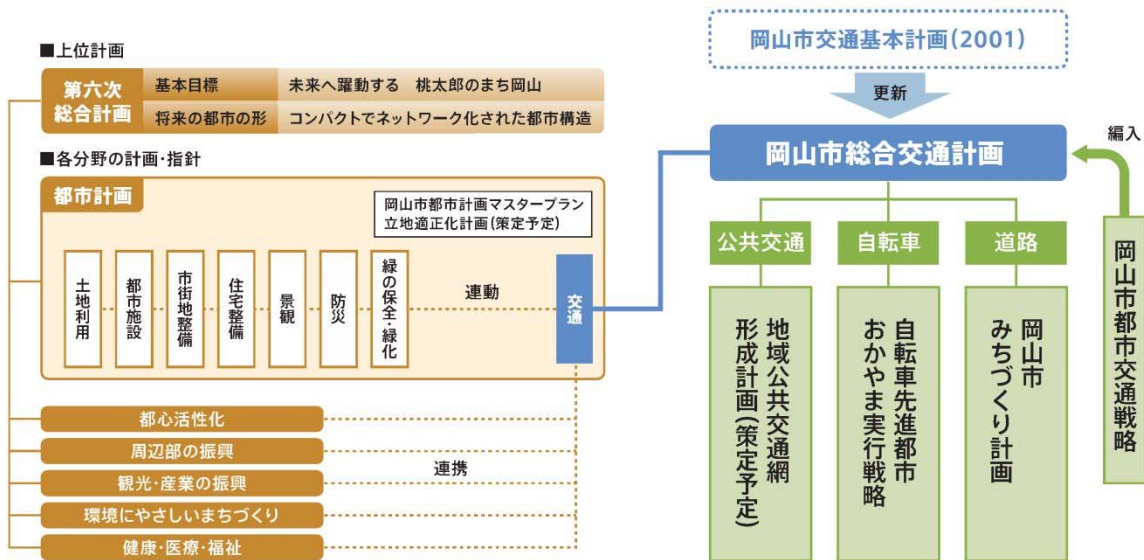 ■上位計画
第六次
総合計画
基本目標
未来へ躍動する　桃太郎のまち岡山
将来の都市の形
コンパクトでネットワーク化された都市構造
■各分野の計画・指針
都市計画
岡山市都市計画マスタープラン
立地適正化計画(策定予定)
土地利用
都市施設
市街地整備
住宅整備
景観
防災
緑の保全・緑化
連動
交通
都心活性化
周辺部の振興
観光・産業の振興
環境にやさしいまちづくり
健康・医療・福祉
連携
岡山市交通基本計画(2001)
更新
岡山市総合交通計画
編入
公共交通
地域公共交通網
形成計画(策定予定)
自転車
自転車先進都市
おかやま実行戦略
道路
岡山市
みちづくり計画
岡山市都市交通戦略